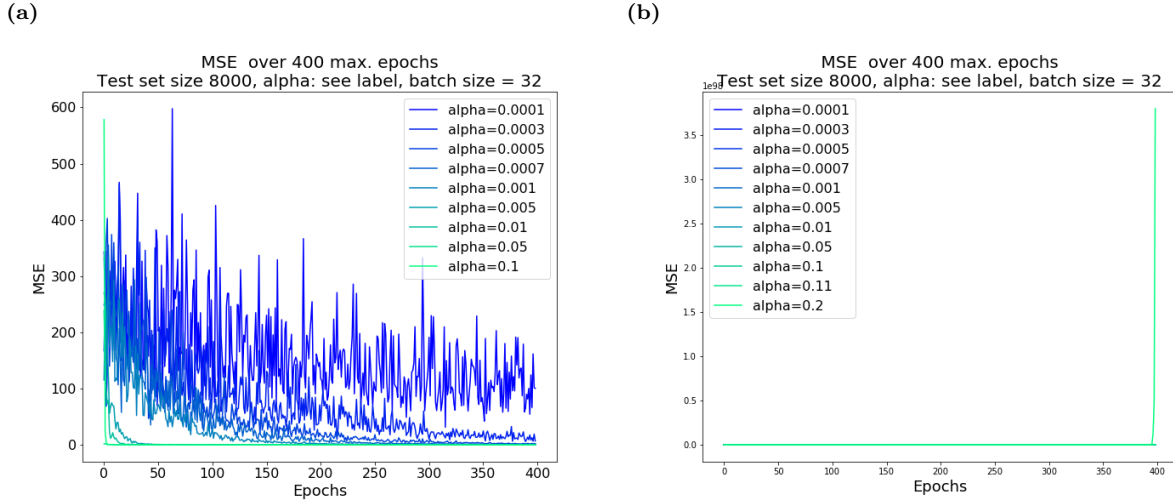 (a)
MSE  over 400 max. epochs
Test set size 8000, alpha: see label, batch size = 32
600
500
400
300
200
100
0
MSE
alpha=0.0001
alpha=0.0003
alpha=0.0005
alpha=0.0007
alpha=0.001
alpha=0.005
alpha=0.01
alpha=0.05
alpha=0.1
0 50 100 150 200 250 300 350 400
Epochs
(b)
MSE  over 400 max. epochs
Test set size 8000, alpha: see label, batch size = 32
1e98
3.5
3.0
2.5
2.0
1.5
1.0
0.5
0.0
MSE
alpha=0.0001
alpha=0.0003
alpha=0.0005
alpha=0.0007
alpha=0.001
alpha=0.005
alpha=0.01
alpha=0.05
alpha=0.1
alpha=0.11
alpha=0.2
0 50 100 150 200 250 300 350 400
Epochs